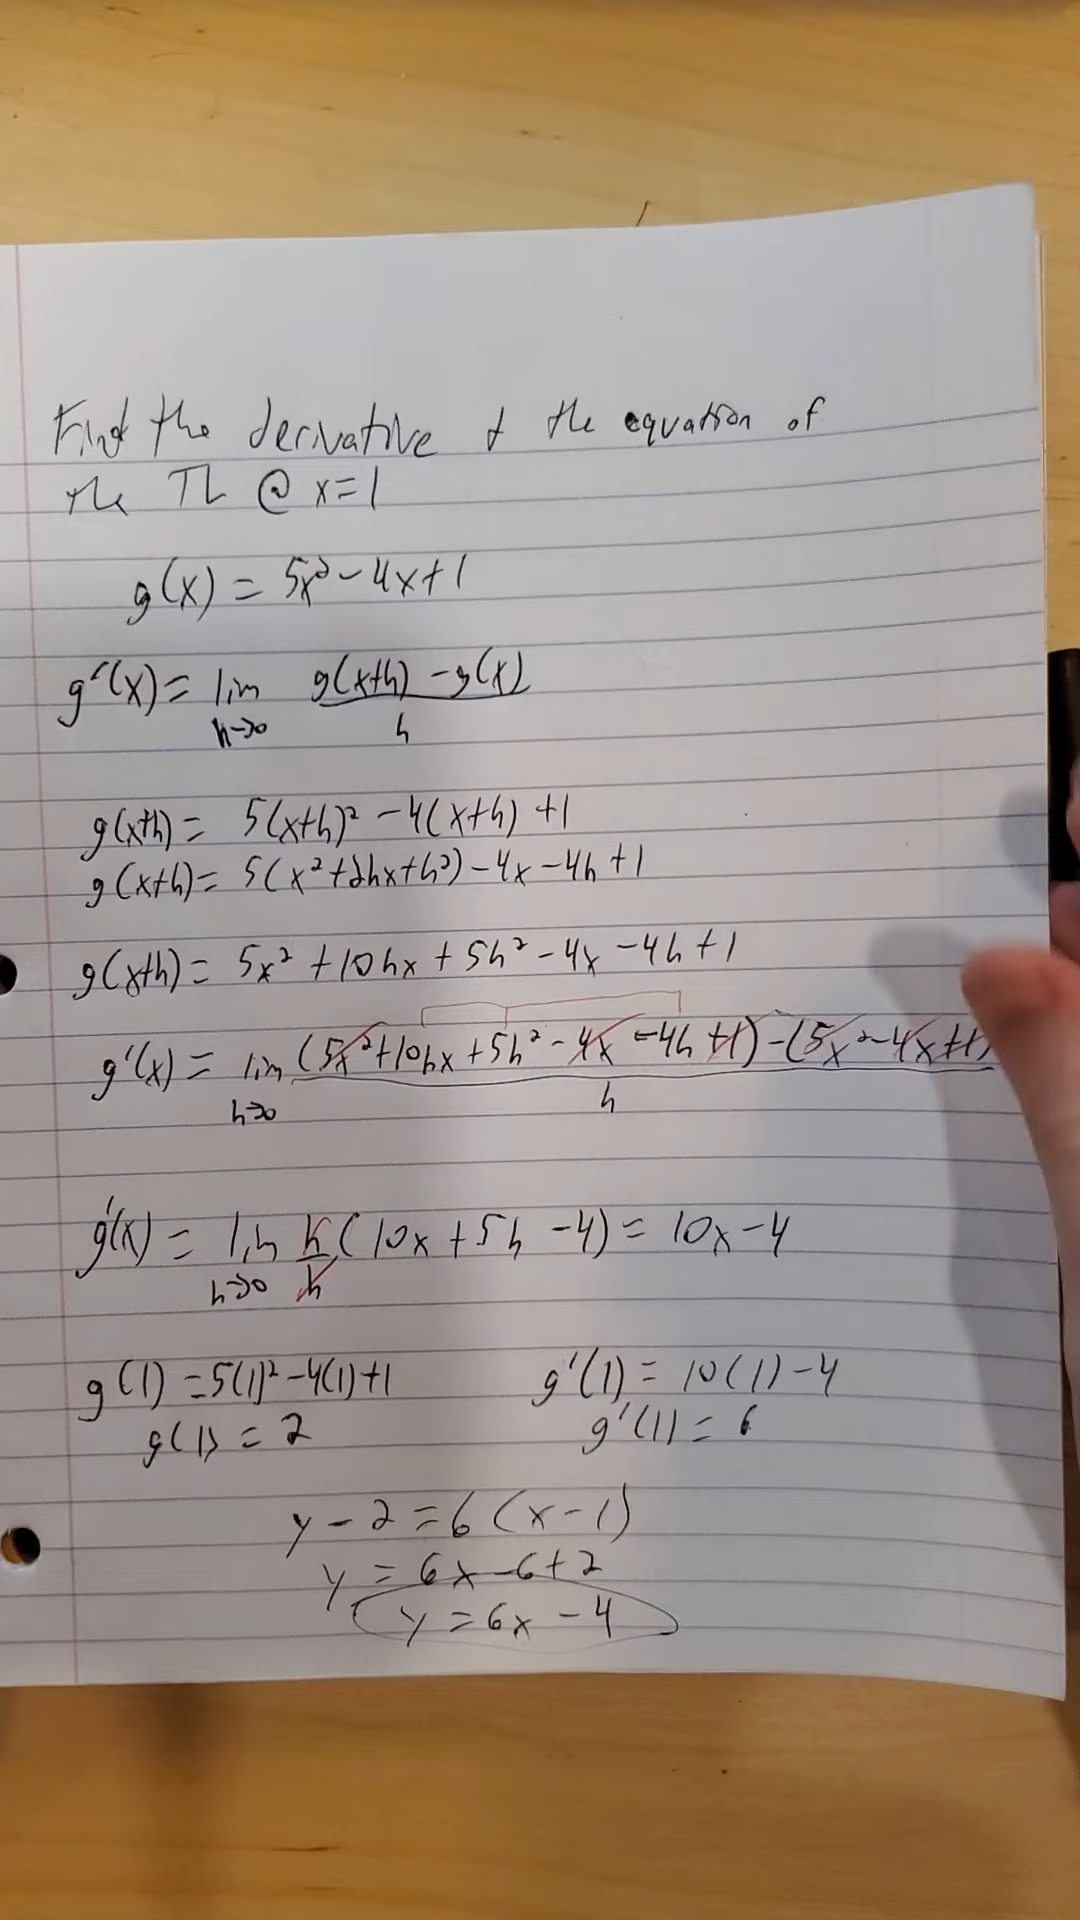 Find the derivative & the equation of
the TL @ x=1
g(x) = 5x² - 4x+1
g'(x) = lim h→0 g(x+h) - g(x) / h
g(x+h) = 5(x+h)² - 4(x+h) + 1
g(x+h) = 5(x²+2hx+h²) - 4x - 4h + 1
g(x+h) = 5x² + 10hx + 5h² - 4x - 4h + 1
g'(x) = lim h→0 (5x²+10hx+5h² - 4x - 4h + 1) - (5x² - 4x + 1) / h
g'(x) = lim h→0 h/h (10x + 5h - 4) = 10x - 4
g(1) = 5(1)² - 4(1) + 1 g'(1) = 10(1) - 4
g(1) = 2 g'(1) = 6
y - 2 = 6(x - 1)
y = 6x - 6 + 2
y = 6x - 4